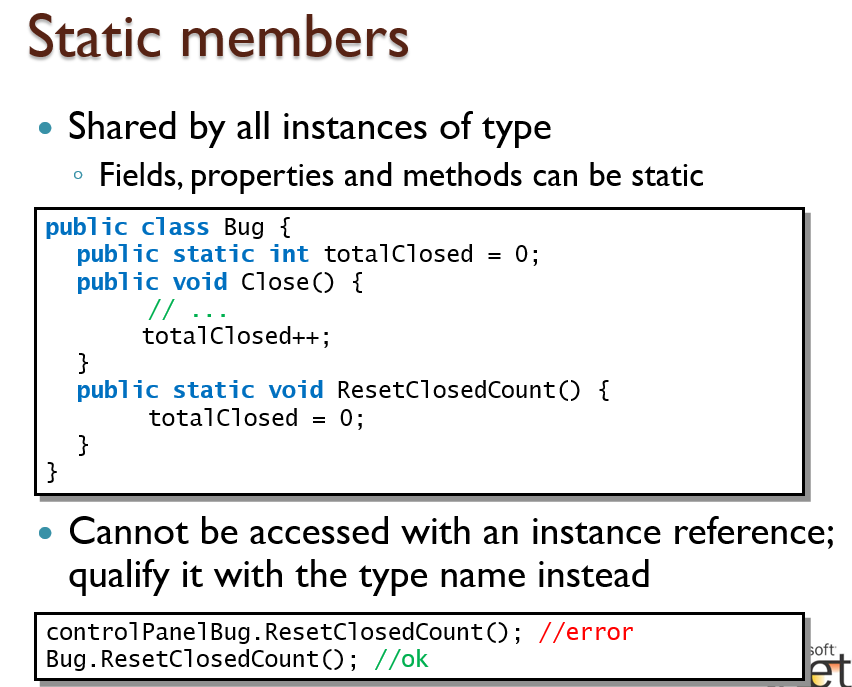 Static members
• Shared by all instances of type
◦ Fields, properties and methods can be static
public class Bug {
public static int totalClosed = 0;
public void Close() {
// ...
totalClosed++;
}
public static void ResetClosedCount() {
totalClosed = 0;
}
}
• Cannot be accessed with an instance reference;
qualify it with the type name instead
controlPanelBug.ResetClosedCount(); //error
Bug.ResetClosedCount(); //ok
soft
et